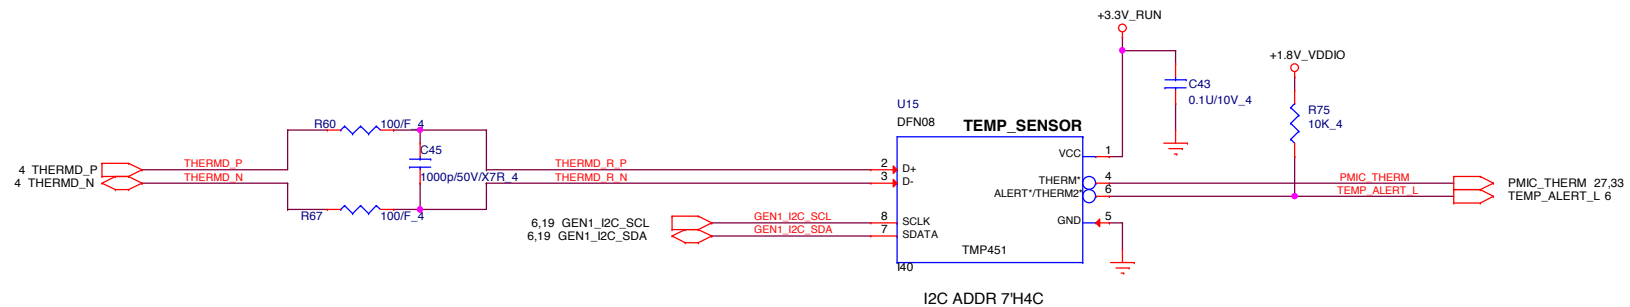 +3.3V_RUN
+1.8V_VDDIO
C43
0.1U/10V_4
U15
DFN08
TEMP_SENSOR
R75
10K_4
R60 100/F_4
C45
1000p/50V/X7R_4
R67 100/F_4
4 THERMD_P THERMD_P THERMD_R_P 2 D+
4 THERMD_N THERMD_N THERMD_R_N 3 D-
VCC 1
THERM* 4 PMIC_THERM PMIC_THERM 27,33
ALERT*/THERM2* 6 TEMP_ALERT_L TEMP_ALERT_L 6
6,19 GEN1_I2C_SCL GEN1_I2C_SCL 8 SCLK
6,19 GEN1_I2C_SDA GEN1_I2C_SDA 7 SDATA
GND 5
TMP451
I40
I2C ADDR 7'H4C